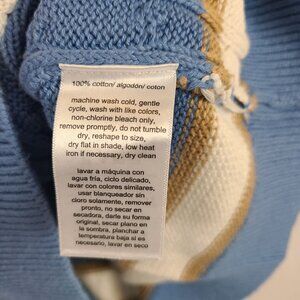 100% cotton/ algodón/ coton
machine wash cold, gentle
cycle, wash with like colors,
non-chlorine bleach only,
remove promptly, do not tumble
dry, reshape to size,
dry flat in shade, low heat
iron if necessary, dry clean
lavar a máquina con
agua fría, ciclo delicado,
lavar con colores similares,
usar blanqueador sin
cloro solamente, remover
pronto, no secar en
secadora, darle su forma
original, secar plano en
la sombra, planchar a
temperatura baja si es
necesario, lavar en seco